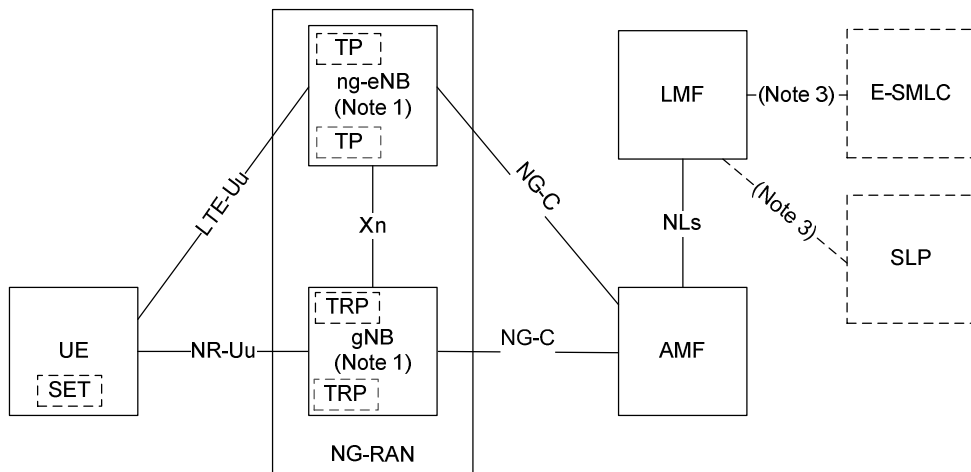 TP
ng-eNB
(Note 1)
TP
LTE-Uu
Xn
NG-C
LMF
(Note 3)
E-SMLC
(Note 3)
NLs
SLP
UE
SET
NR-Uu
TRP
gNB
(Note 1)
TRP
NG-C
AMF
NG-RAN